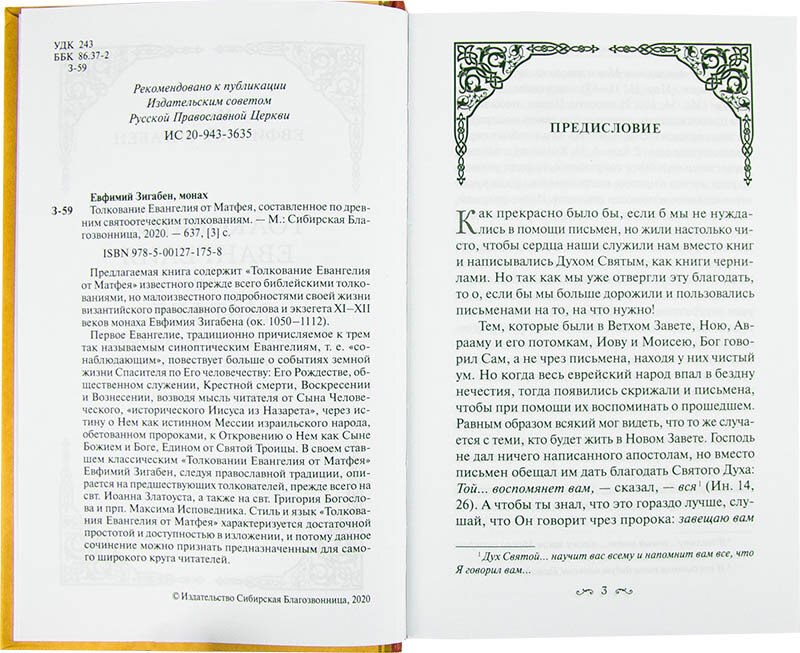 УДК 243
ББК 86.37-2
З-59
Рекомендовано к публикации
Издательским советом
Русской Православной Церкви
ИС 20-943-3635
Евфимий Зигабен, монах
З-59 Толкование Евангелия от Матфея, составленное по древ-
ним святоотеческим толкованиям. — М.: Сибирская Бла-
гозвонница, 2020. — 637, [3] с.
ISBN 978-5-00127-175-8
Предлагаемая книга содержит «Толкование Евангелия
от Матфея» известного прежде всего библейскими толко-
ваниями, но малоизвестного подробностями своей жизни
византийского православного богослова и экзегета XI–XII
веков монаха Евфимия Зигабена (ок. 1050–1112).
Первое Евангелие, традиционно причисляемое к трем
так называемым синоптическим Евангелиям, т. е. «со-
наблюдающим», повествует больше о событиях земной
жизни Спасителя по Его человечеству: Его Рождестве, об-
щественном служении, Крестной смерти, Воскресении
и Вознесении, возводя мысль читателя от Сына Человече-
ского, «исторического Иисуса из Назарета», через ис-
тину о Нем как истинном Мессии израильского народа,
обетованном пророками, к Откровению о Нем как Сыне
Божием и Боге, Едином от Святой Троицы. В своем став-
шем классическим «Толковании Евангелия от Матфея»
Евфимий Зигабен, следуя православной традиции, опи-
рается на предшествующих толкователей, прежде всего на
свт. Иоанна Златоуста, а также на свт. Григория Богосло-
ва и прп. Максима Исповедника. Стиль и язык «Толкова-
ния Евангелия от Матфея» характеризуется достаточной
простотой и доступностью в изложении, и потому данное
сочинение можно признать предназначенным для само-
го широкого круга читателей.
© Издательство Сибирская Благозвонница, 2020
ПРЕДИСЛОВИЕ
Как прекрасно было бы, если б мы не нужда-
лись в помощи письмен, но жили настолько чи-
сто, чтобы сердца наши служили нам вместо книг
и написывались Духом Святым, как книги черни-
лами. Но так как мы уже отвергли эту благодать,
то о, если бы мы больше дорожили и пользовались
письменами на то, на что нужно!
Тем, которые были в Ветхом Завете, Ною, Ав-
рааму и его потомкам, Иову и Моисею, Бог гово-
рил Сам, а не чрез письмена, находя у них чистый
ум. Но когда весь еврейский народ впал в бездну
нечестия, тогда появились скрижали и письмена,
чтобы при помощи их воспоминать о прошедшем.
Равным образом всякий мог видеть, что то же случа-
ется с теми, кто будет жить в Новом Завете. Господь
не дал ничего написанного апостолам, но вместо
письмен обещал им дать благодать Святого Духа:
Той... воспомянет вам, — сказал, — вся¹ (Ин. 14,
26). А чтобы ты знал, что это гораздо лучше, слу-
шай, что Он говорит чрез пророка: завещаю вам
¹ Дух Святой... научит вас всему и напомнит вам все, что
Я говорил вам...
3